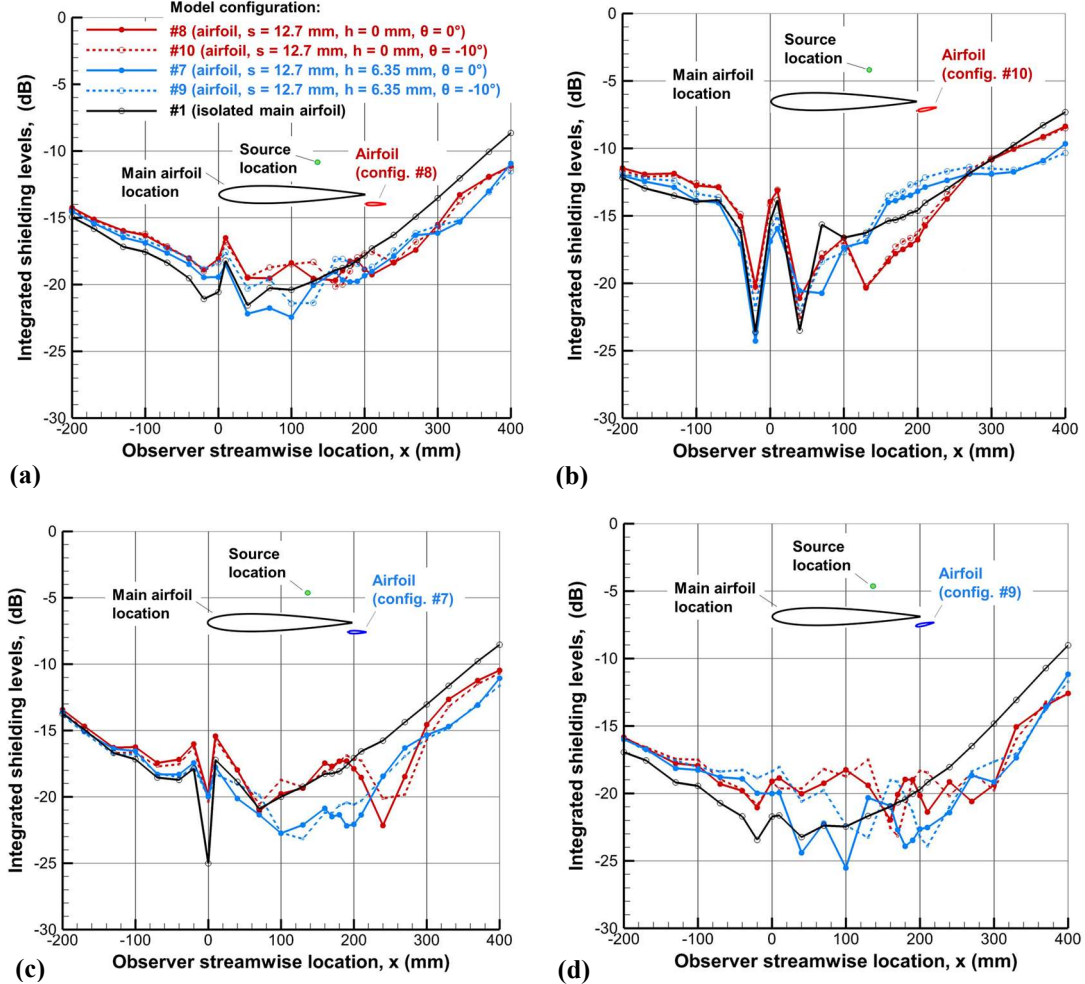 Model configuration:
#8 (airfoil, s = 12.7 mm, h = 0 mm, θ = 0°)
#10 (airfoil, s = 12.7 mm, h = 0 mm, θ = -10°)
#7 (airfoil, s = 12.7 mm, h = 6.35 mm, θ = 0°)
#9 (airfoil, s = 12.7 mm, h = 6.35 mm, θ = -10°)
#1 (isolated main airfoil)
Source
location
Main airfoil
location
Airfoil
(config. #8)
Integrated shielding levels, (dB)
0
-5
-10
-15
-20
-25
-30
-200 -100 0 100 200 300 400
Observer streamwise location, x (mm)
(a)
Source
location
Main airfoil
location
Airfoil
(config. #10)
Integrated shielding levels, (dB)
0
-5
-10
-15
-20
-25
-30
-200 -100 0 100 200 300 400
Observer streamwise location, x (mm)
(b)
Source
location
Main airfoil
location
Airfoil
(config. #7)
Integrated shielding levels, (dB)
0
-5
-10
-15
-20
-25
-30
-200 -100 0 100 200 300 400
Observer streamwise location, x (mm)
(c)
Source
location
Main airfoil
location
Airfoil
(config. #9)
Integrated shielding levels, (dB)
0
-5
-10
-15
-20
-25
-30
-200 -100 0 100 200 300 400
Observer streamwise location, x (mm)
(d)